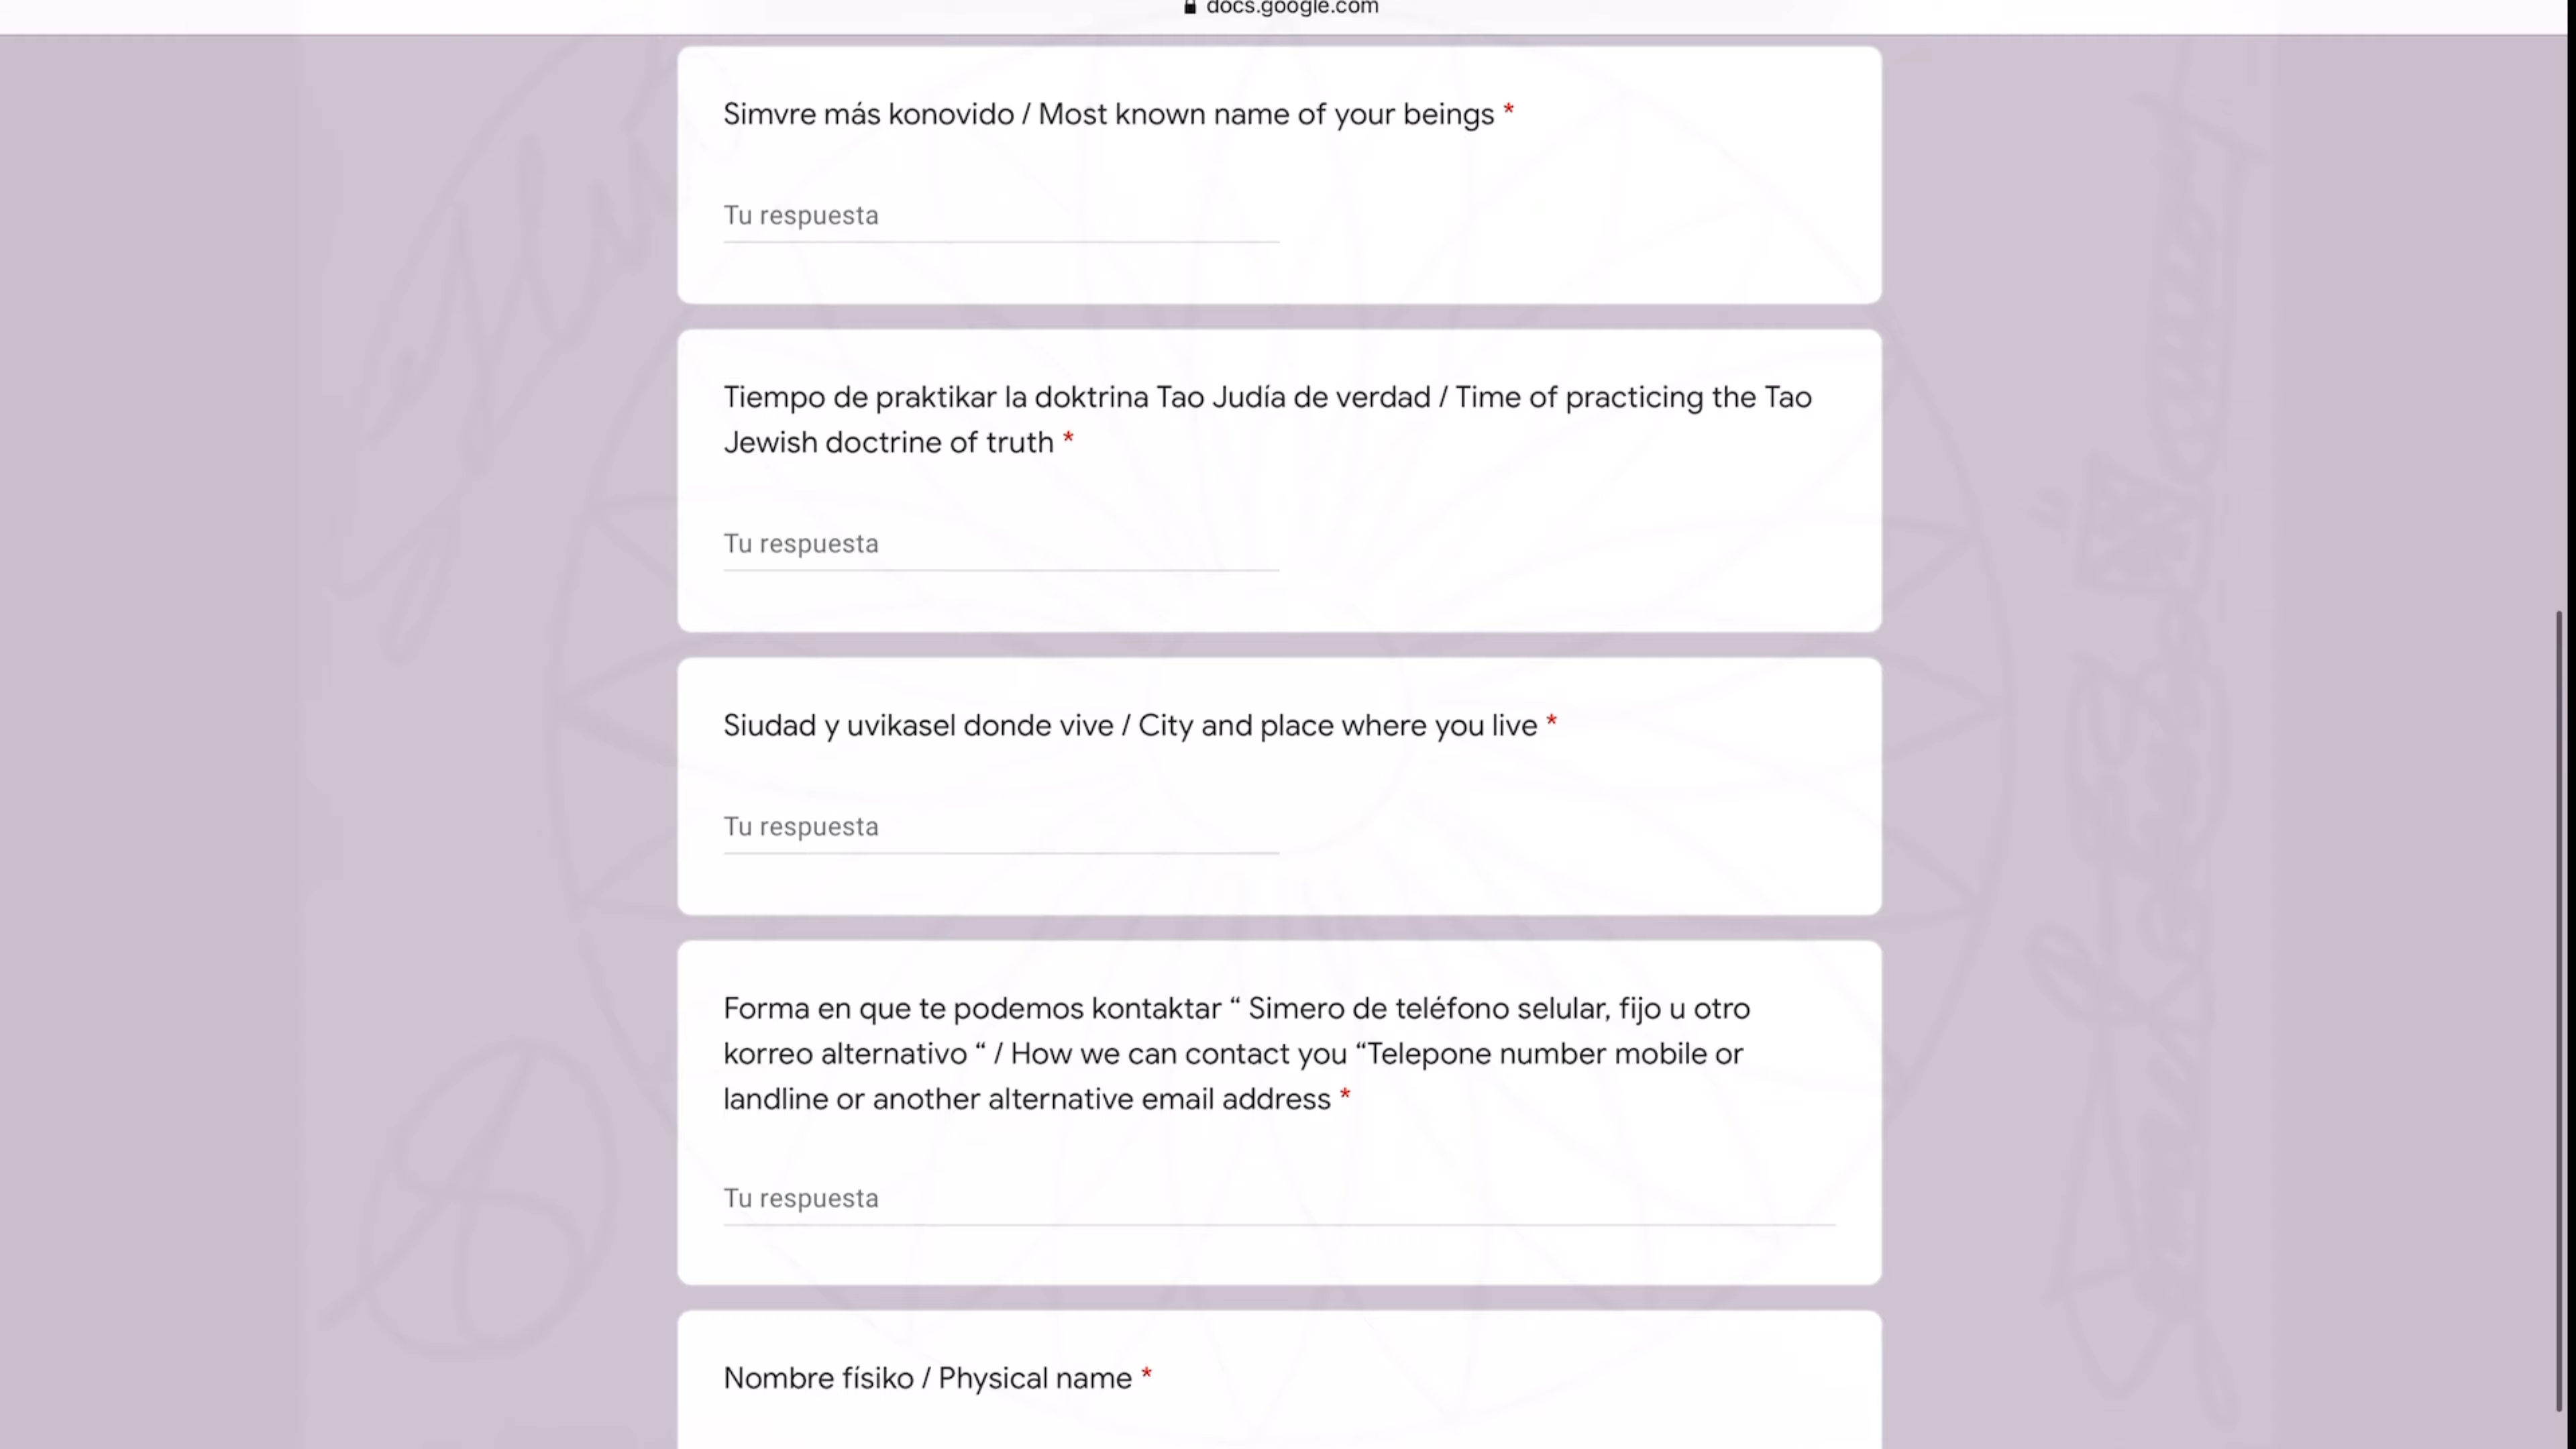 docs.google.com
Simvre más konovido / Most known name of your beings *
Tu respuesta
Tiempo de praktikar la doktrina Tao Judía de verdad / Time of practicing the Tao
Jewish doctrine of truth *
Tu respuesta
Siudad y uvikasel donde vive / City and place where you live *
Tu respuesta
Forma en que te podemos kontaktar “ Simero de teléfono selular, fijo u otro
korreo alternativo “ / How we can contact you “Telepone number mobile or
landline or another alternative email address *
Tu respuesta
Nombre físiko / Physical name *